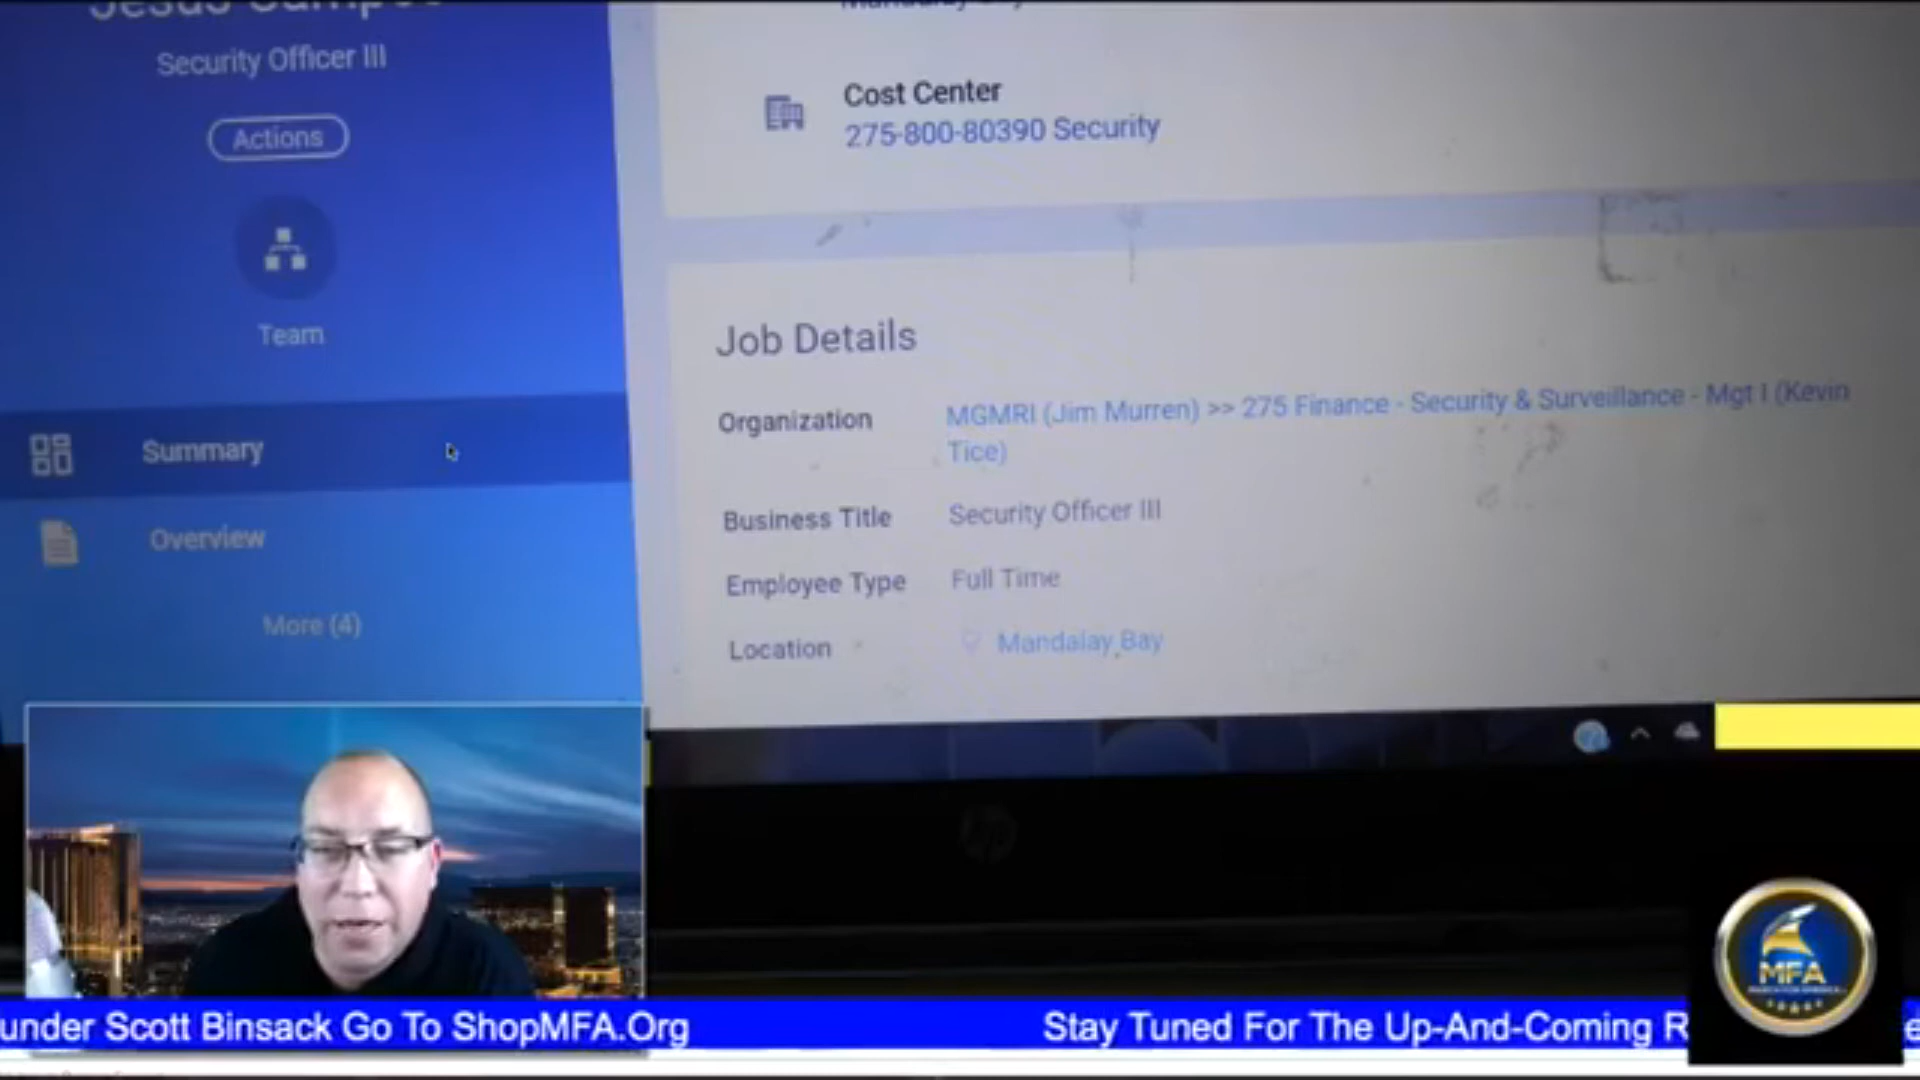 Security Officer III
Actions
Team
Summary
Overview
More (4)
Cost Center
275-800-80390 Security
Job Details
Organization
MGMRI (Jim Murren) >> 275 Finance - Security & Surveillance - Mgt I (Kevin
Tice)
Business Title
Security Officer III
Employee Type
Full Time
Location
Mandalay Bay
hp
MFA
under Scott Binsack Go To ShopMFA.Org
Stay Tuned For The Up-And-Coming R